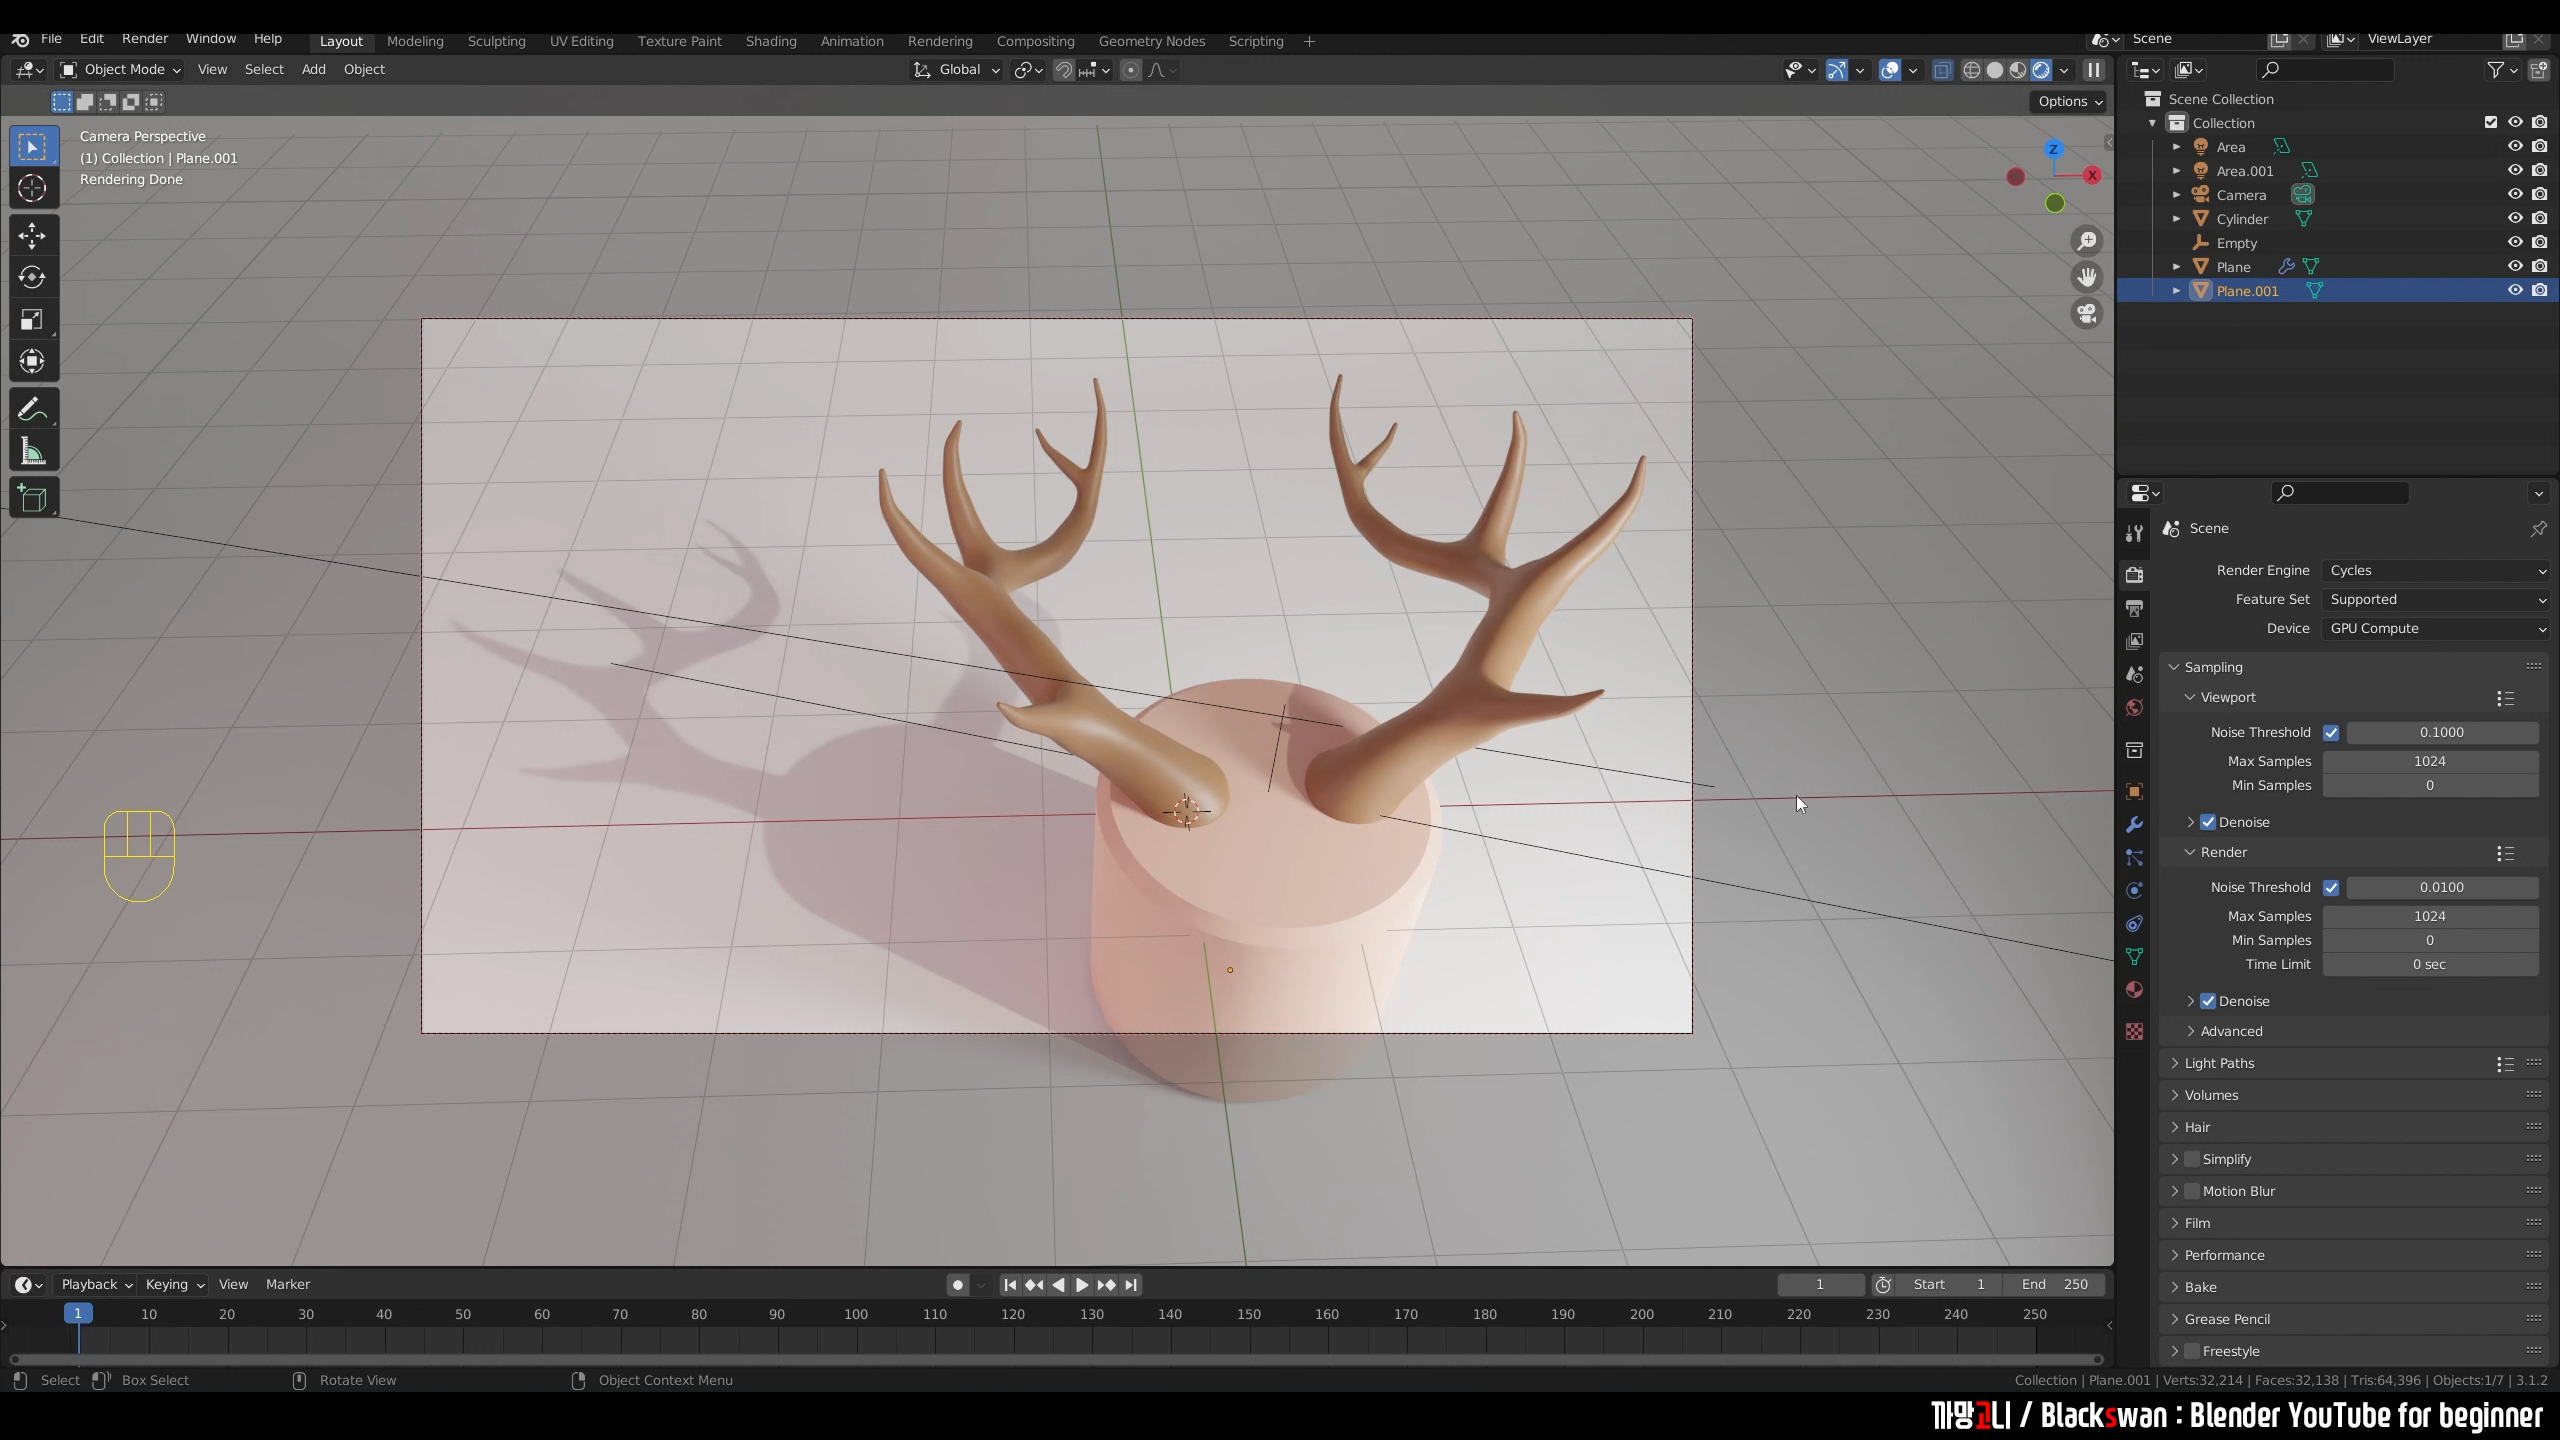 File Edit Render Window Help Layout Modeling Sculpting UV Editing Texture Paint Shading Animation Rendering Compositing Geometry Nodes Scripting + Scene ViewLayer
Object Mode View Select Add Object Global
Options
Camera Perspective
(1) Collection | Plane.001
Rendering Done
Z
X
Scene Collection
Collection
Area
Area.001
Camera
Cylinder
Empty
Plane
Plane.001
Scene
Render Engine Cycles
Feature Set Supported
Device GPU Compute
Sampling
Viewport
Noise Threshold 0.1000
Max Samples 1024
Min Samples 0
Denoise
Render
Noise Threshold 0.0100
Max Samples 1024
Min Samples 0
Time Limit 0 sec
Denoise
Advanced
Light Paths
Volumes
Hair
Simplify
Motion Blur
Film
Performance
Bake
Grease Pencil
Freestyle
Playback Keying View Marker 1 Start 1 End 250
1 10 20 30 40 50 60 70 80 90 100 110 120 130 140 150 160 170 180 190 200 210 220 230 240 250
Select Box Select Rotate View Object Context Menu Collection | Plane.001 | Verts:32,214 | Faces:32,138 | Tris:64,396 | Objects:1/7 | 3.1.2
까망고니 / Blackswan : Blender YouTube for beginner